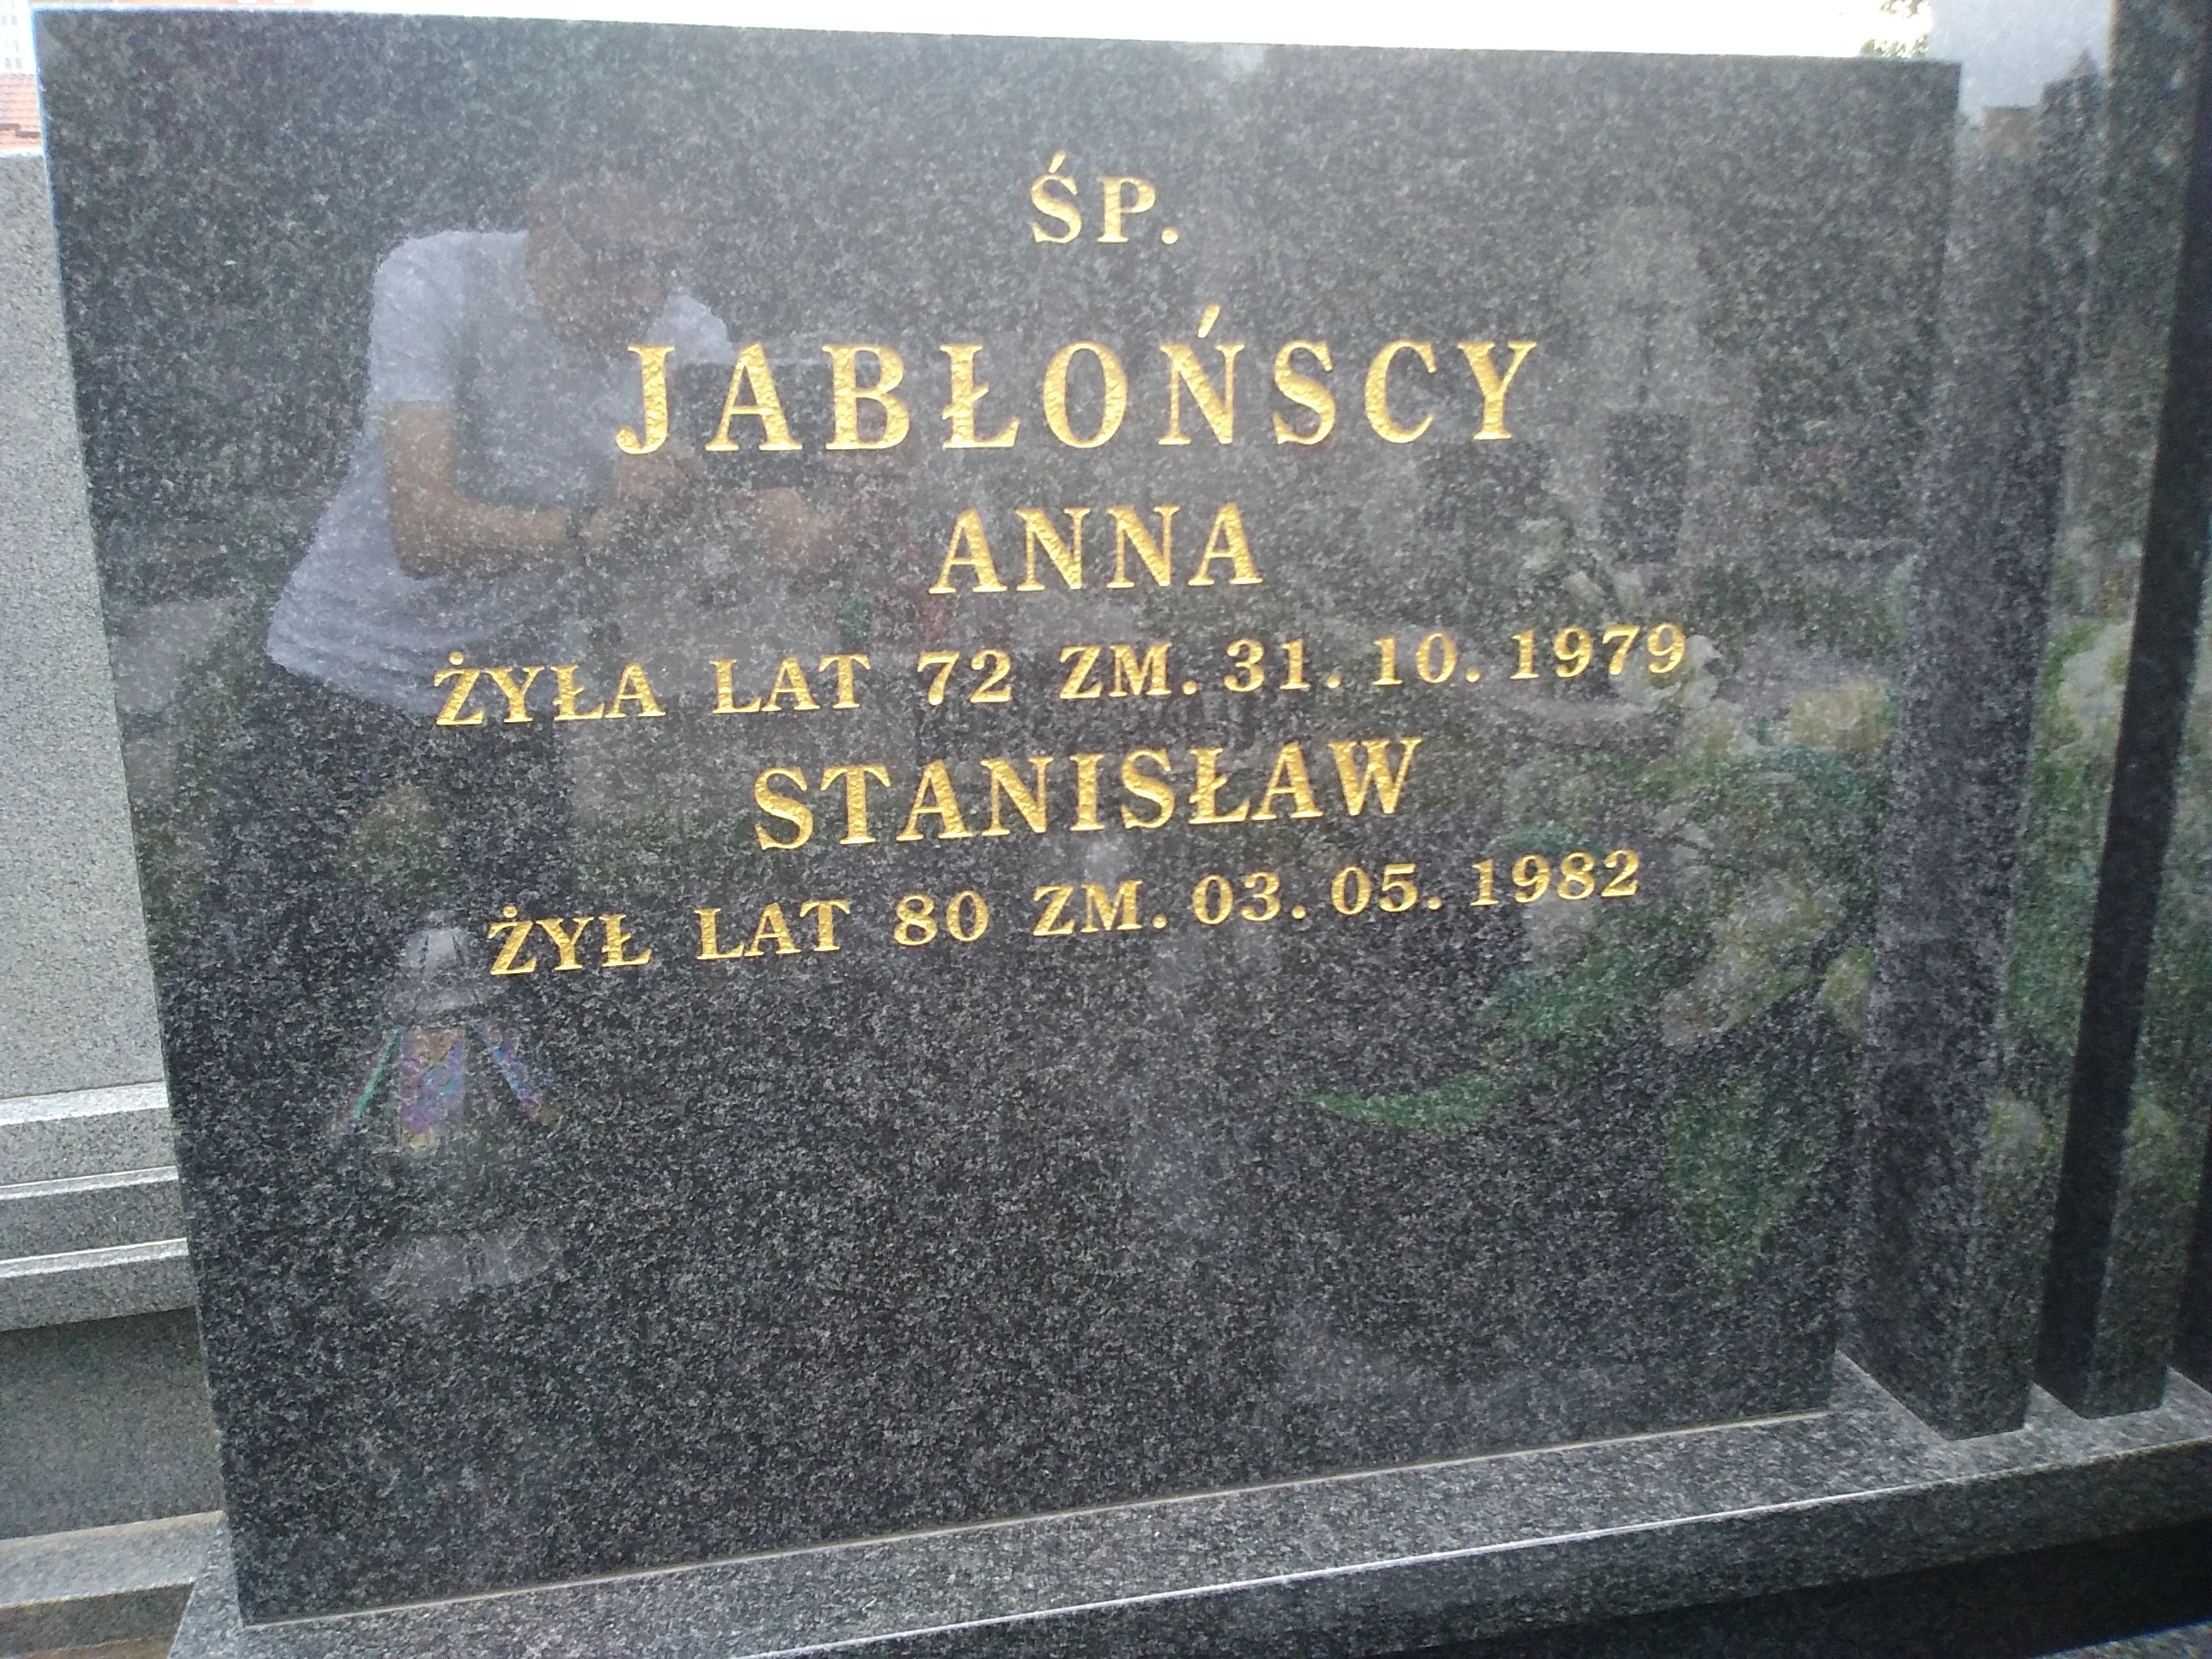 ŚP.
JABŁOŃSCY
ANNA
ŻYŁA LAT 72 ZM. 31. 10. 1979
STANISŁAW
ŻYŁ LAT 80 ZM. 03. 05. 1982